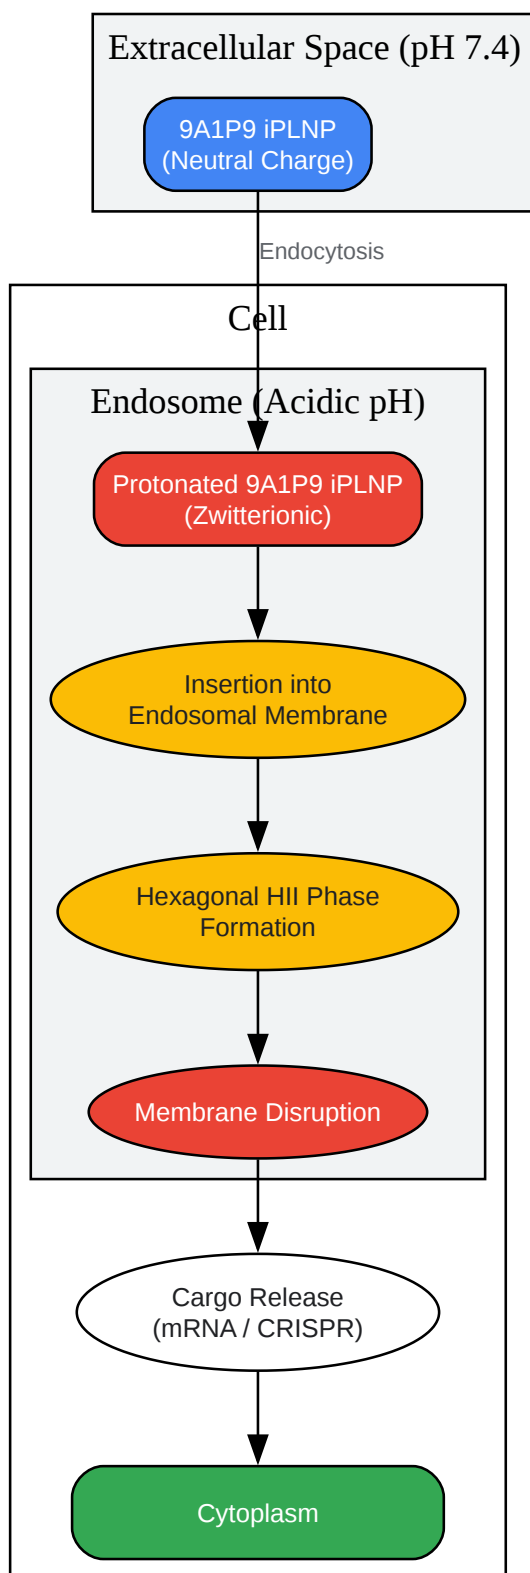 Extracellular Space (pH 7.4)
9A1P9 iPLNP
(Neutral Charge)
Endocytosis
Cell
Endosome (Acidic pH)
Protonated 9A1P9 iPLNP
(Zwitterionic)
Insertion into
Endosomal Membrane
Hexagonal HII Phase
Formation
Membrane Disruption
Cargo Release
(mRNA / CRISPR)
Cytoplasm